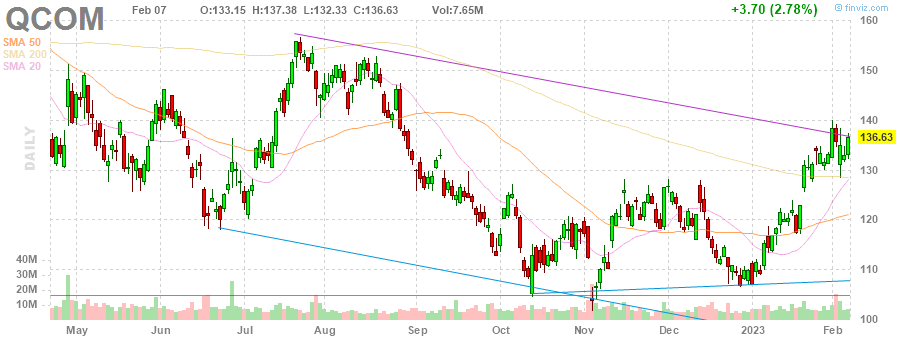 QCOM Feb 07 O:133.15 H:137.38 L:132.33 C:136.63 Vol:7.65M +3.70 (2.78%) © finviz.com
SMA 50
SMA 200
SMA 20
DAILY
160
150
140
136.63
130
120
110
100
40M
30M
20M
10M
May Jun Jul Aug Sep Oct Nov Dec 2023 Feb